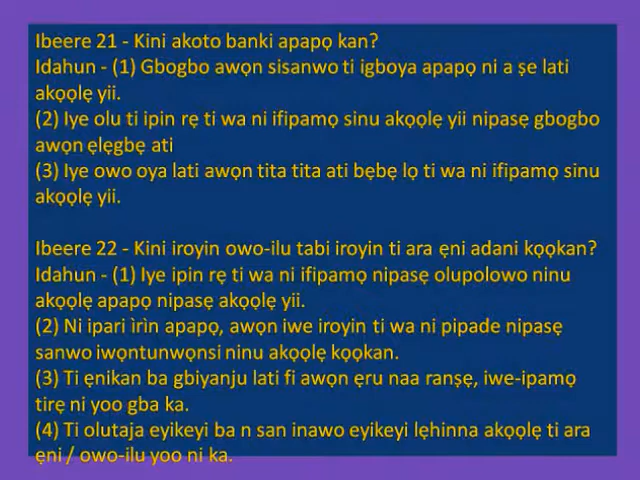 Ibeere 21 - Kini akoto banki apapọ kan?
Idahun - (1) Gbogbo awọn sisanwo ti igboya apapọ ni a ṣe lati
akọọlẹ yii.
(2) Iye olu ti ipin rẹ ti wa ni ifipamọ sinu akọọlẹ yii nipasẹ gbogbo
awọn ẹlẹgbẹ ati
(3) Iye owo oya lati awọn tita tita ati bẹbẹ lọ ti wa ni ifipamọ sinu
akọọlẹ yii.
Ibeere 22 - Kini iroyin owo-ilu tabi iroyin ti ara ẹni adani kọọkan?
Idahun - (1) Iye ipin rẹ ti wa ni ifipamọ nipasẹ olupolowo ninu
akọọlẹ apapọ nipasẹ akọọlẹ yii.
(2) Ni ipari ìrìn apapọ, awọn iwe iroyin ti wa ni pipade nipasẹ
sanwo iwọntunwọnsi ninu akọọlẹ kọọkan.
(3) Ti ẹnikan ba gbiyanju lati fi awọn ẹru naa ranṣẹ, iwe-ipamọ
tirẹ ni yoo gba ka.
(4) Ti olutaja eyikeyi ba n san inawo eyikeyi lẹhinna akọọlẹ ti ara
ẹni / owo-ilu yoo ni ka.